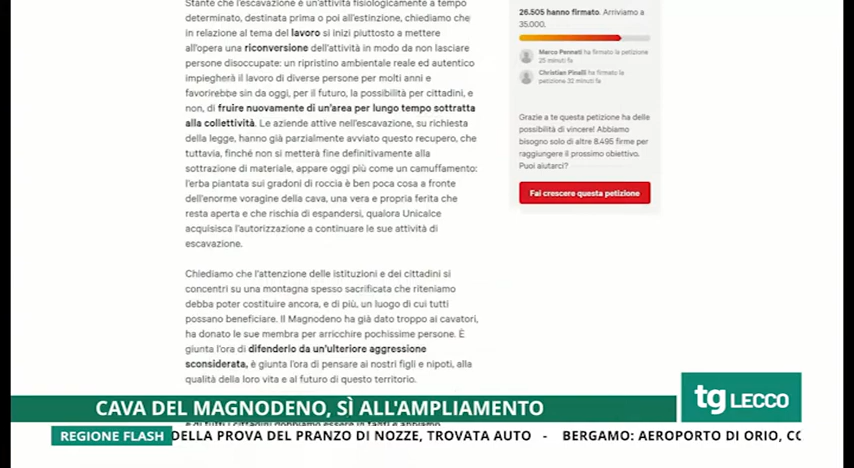 Stante che l'escavazione è un'attività fisiologicamente a tempo
determinato, destinata prima o poi all'estinzione, chiediamo che
in relazione al tema del lavoro si inizi piuttosto a mettere
all'opera una riconversione dell'attività in modo da non lasciare
persone disoccupate: un ripristino ambientale reale ed autentico
impiegherà il lavoro di diverse persone per molti anni e
favorirebbe sin da oggi, per il futuro, la possibilità per cittadini, e
non, di fruire nuovamente di un'area per lungo tempo sottratta
alla collettività. Le aziende attive nell'escavazione, su richiesta
della legge, hanno già parzialmente avviato questo recupero, che
tuttavia, finché non si metterà fine definitivamente alla
sottrazione di materiale, appare oggi più come un camuffamento:
l'erba piantata sui gradoni di roccia è ben poca cosa a fronte
dell'enorme voragine della cava, una vera e propria ferita che
resta aperta e che rischia di espandersi, qualora Unicalce
acquisisca l'autorizzazione a continuare le sue attività di
escavazione.
Chiediamo che l'attenzione delle istituzioni e dei cittadini si
concentri su una montagna spesso sacrificata che riteniamo
debba poter costituire ancora, e di più, un luogo di cui tutti
possano beneficiare. Il Magnodeno ha già dato troppo ai cavatori,
ha donato le sue membra per arricchire pochissime persone. È
giunta l'ora di difenderlo da un'ulteriore aggressione
sconsiderata, è giunta l'ora di pensare ai nostri figli e nipoti, alla
qualità della loro vita e al futuro di questo territorio.
26.505 hanno firmato. Arriviamo a
35.000.
Marco Pennati ha firmato la petizione
25 minuti fa
Christian Pinalli ha firmato la
petizione 32 minuti fa
Grazie a te questa petizione ha delle
possibilità di vincere! Abbiamo
bisogno solo di altre 8.495 firme per
raggiungere il prossimo obiettivo.
Puoi aiutarci?
Fai crescere questa petizione
CAVA DEL MAGNODENO, SÌ ALL'AMPLIAMENTO
tg LECCO
REGIONE FLASH
DELLA PROVA DEL PRANZO DI NOZZE, TROVATA AUTO - BERGAMO: AEROPORTO DI ORIO, CO